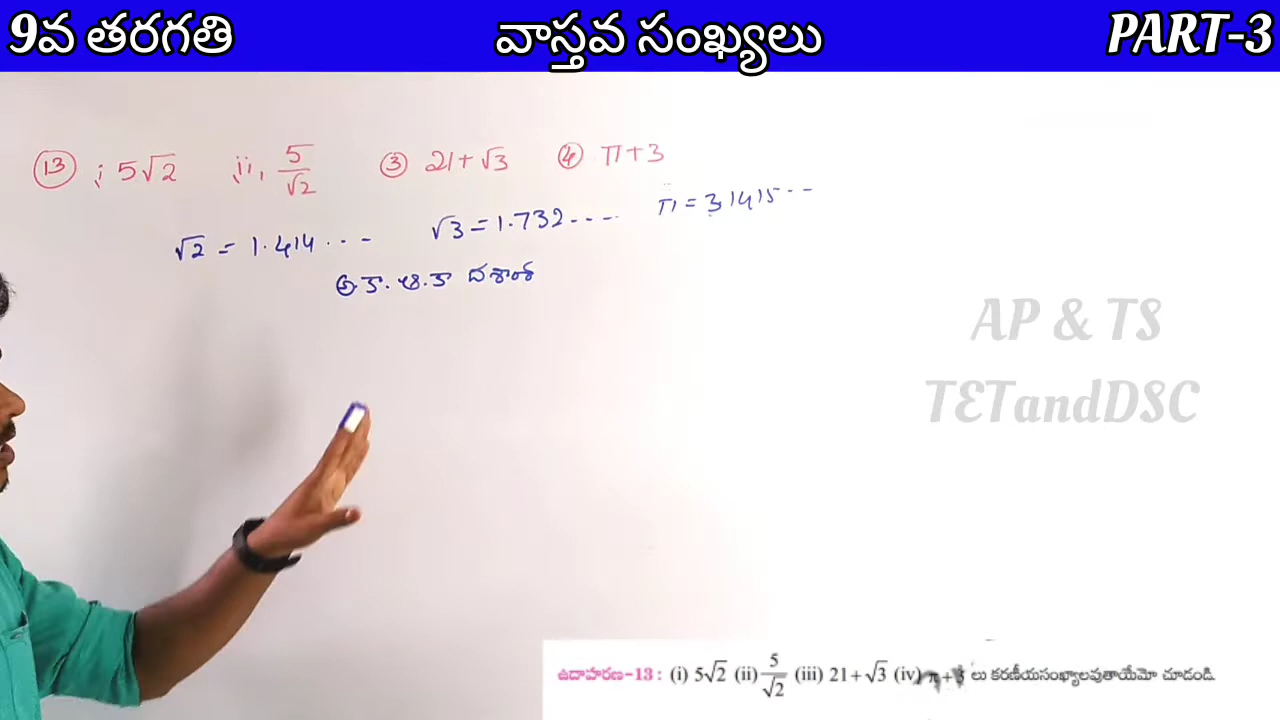 9వ తరగతి వాస్తవ సంఖ్యలు PART-3
13 i, 5√2 ii, 5/√2 ③ 21+√3 ④ π+3
√2 = 1.414... √3 = 1.732.... π = 3.1415...
అ.కా. ఆ.కా దశాంశ
AP & TS
TETandDSC
ఉదాహరణ-13 : (i) 5√2 (ii) 5/√2 (iii) 21+√3 (iv) π+3 లు కరణీయసంఖ్యాలవుతాయేమో చూడండి.